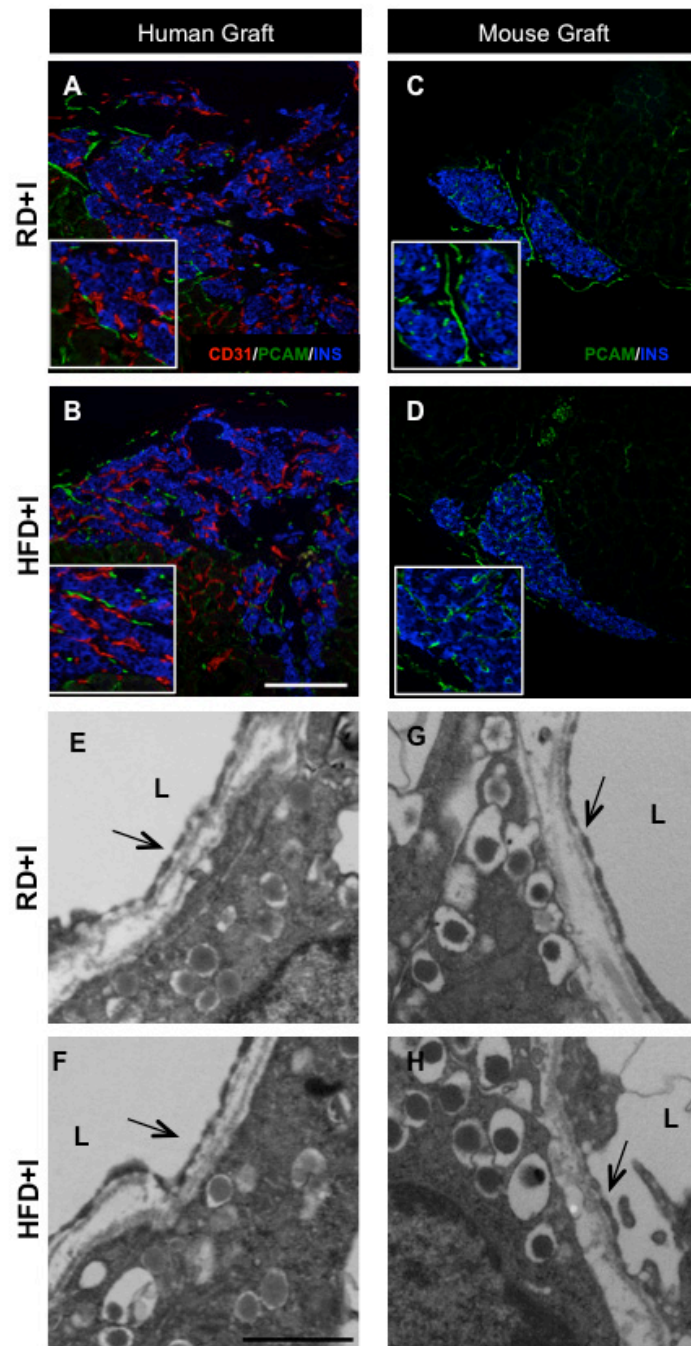 Human Graft
Mouse Graft
RD+I
A
CD31/PCAM/INS
C
PCAM/INS
HFD+I
B
D
RD+I
E
L
G
L
HFD+I
F
L
H
L